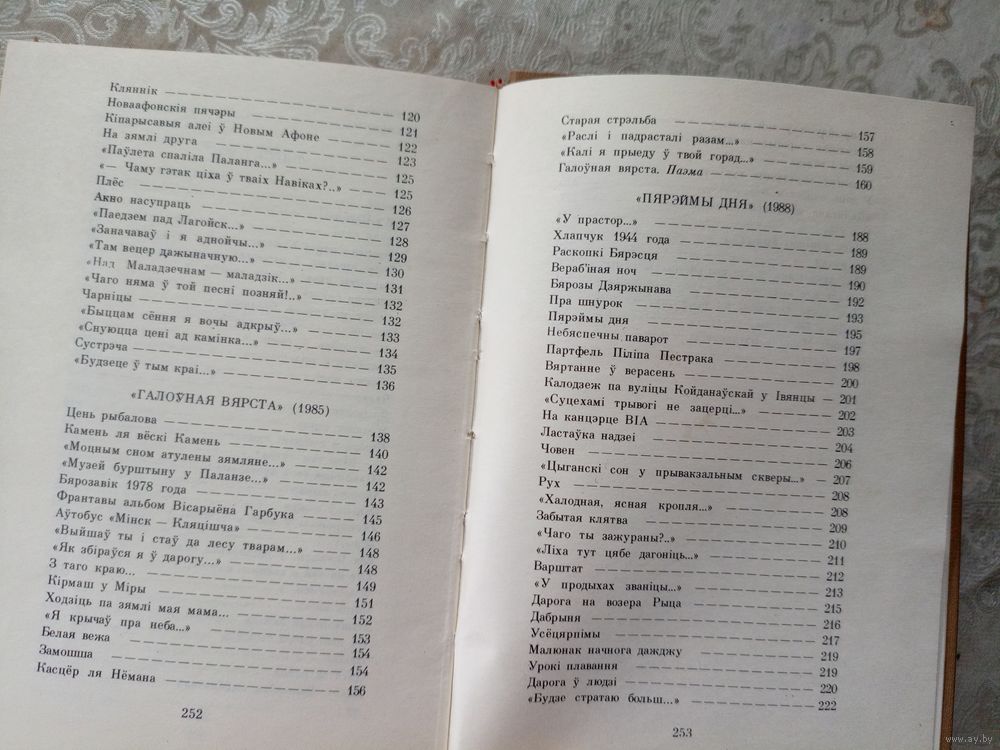 Кляннік 120
Новаафонскія пячэры 121
Кіпарысавыя алеі ў Новым Афоне 122
На зямлі друга 123
«Паўлета спаліла Паланга...» 125
«— Чаму гэтак ціха ў тваіх Навіках?..» 125
Плёс 126
Акно насупраць 127
«Паедзем пад Лагойск...» 128
«Заначаваў і я аднойчы...» 129
«Там вецер дажыначную...» 130
«Над Маладзечнам — маладзік...» 131
«Чаго няма ў той песні позняй!..» 132
Чарніцы 132
«Быццам сёння я вочы адкрыў...» 133
«Снуюцца цені ад камінка...» 134
Сустрэча 135
«Будзеце ў тым краі...» 136
«ГАЛОЎНАЯ ВЯРСТА» (1985)
Цень рыбалова 138
Камень ля вёскі Камень 140
«Моцным сном атулены зямляне...» 142
«Музей бурштыну у Паланзе...» 142
Бярозавік 1978 года 143
Франтавы альбом Вісарыёна Гарбука 145
Аўтобус «Мінск — Кляцішча» 146
«Выйшаў ты і стаў да лесу тварам...» 148
«Як збіраўся я ў дарогу...» 148
З таго краю... 149
Кірмаш у Міры 151
Ходзіць па зямлі мая мама... 152
«Я крычаў пра неба...» 153
Белая вежа 154
Замошша 154
Касцёр ля Нёмана 156
252
Старая стрэльба 157
«Раслі і падрасталі разам...» 158
«Калі я прыеду ў твой горад...» 159
Галоўная вярста. Паэма 160
«ПЯРЭЙМЫ ДНЯ» (1988)
«У прастор...» 188
Хлапчук 1944 года 189
Раскопкі Бярэсця 189
Вераб'іная ноч 190
Бярозы Дзяржынава 192
Пра шнурок 193
Пярэймы дня 195
Небяспечны паварот 197
Партфель Піліпа Пестрака 198
Вяртанне ў верасень 200
Калодзеж па вуліцы Койданаўскай у Івянцы 201
«Суцехамі трывогі не зацерці...» 202
На канцэрце ВІА 203
Ластаўка надзеі 204
Човен 206
«Цыганскі сон у прывакзальным скверы...» 207
Рух 208
«Халодная, ясная кропля...» 208
Забытая клятва 209
«Чаго ты зажураны?..» 210
«Ліха тут цябе дагоніць...» 211
Варштат 212
«У продыхах званіцы...» 213
Дарога на возера Рыца 215
Дабрыня 216
Усёцярпімы 217
Малюнак начнога дажджу 219
Урокі плавання 219
Дарога ў людзі 220
«Будзе стратаю больш...» 222
253
www.ay.by